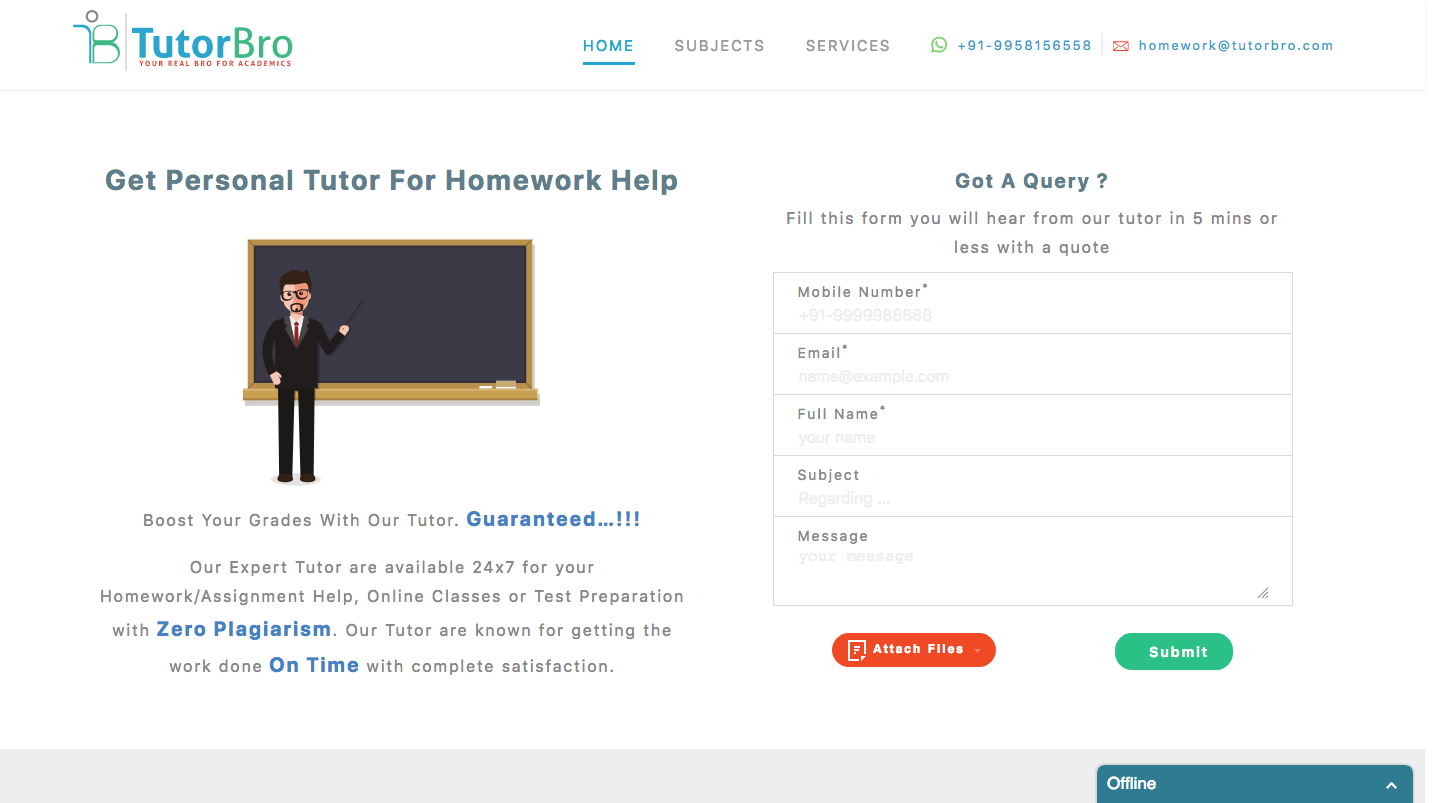 TutorBro
YOUR REAL BRO FOR ACADEMICS
HOME
SUBJECTS
SERVICES
+91-9958156558
homework@tutorbro.com
Get Personal Tutor For Homework Help
Boost Your Grades With Our Tutor. Guaranteed...!!!
Our Expert Tutor are available 24x7 for your
Homework/Assignment Help, Online Classes or Test Preparation
with Zero Plagiarism. Our Tutor are known for getting the
work done On Time with complete satisfaction.
Got A Query ?
Fill this form you will hear from our tutor in 5 mins or
less with a quote
Mobile Number*
+91-9999988888
Email*
name@example.com
Full Name*
your name
Subject
Regarding ...
Message
your message
Attach Files
Submit
Offline